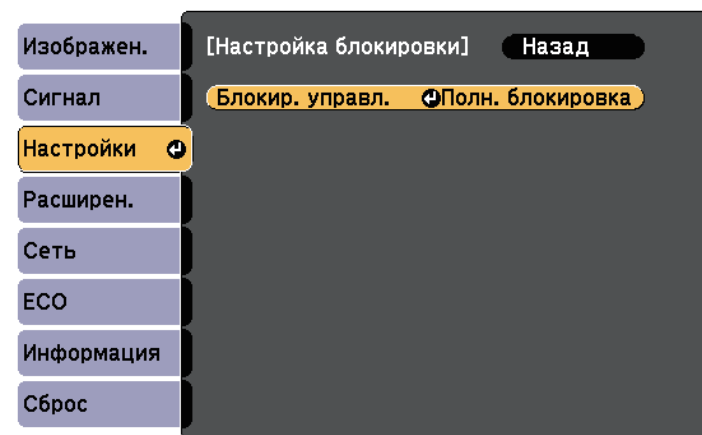 Изображен.
Сигнал
Настройки
Расширен.
Сеть
ECO
Информация
Сброс
[Настройка блокировки] Назад
Блокир. управл. Полн. блокировка